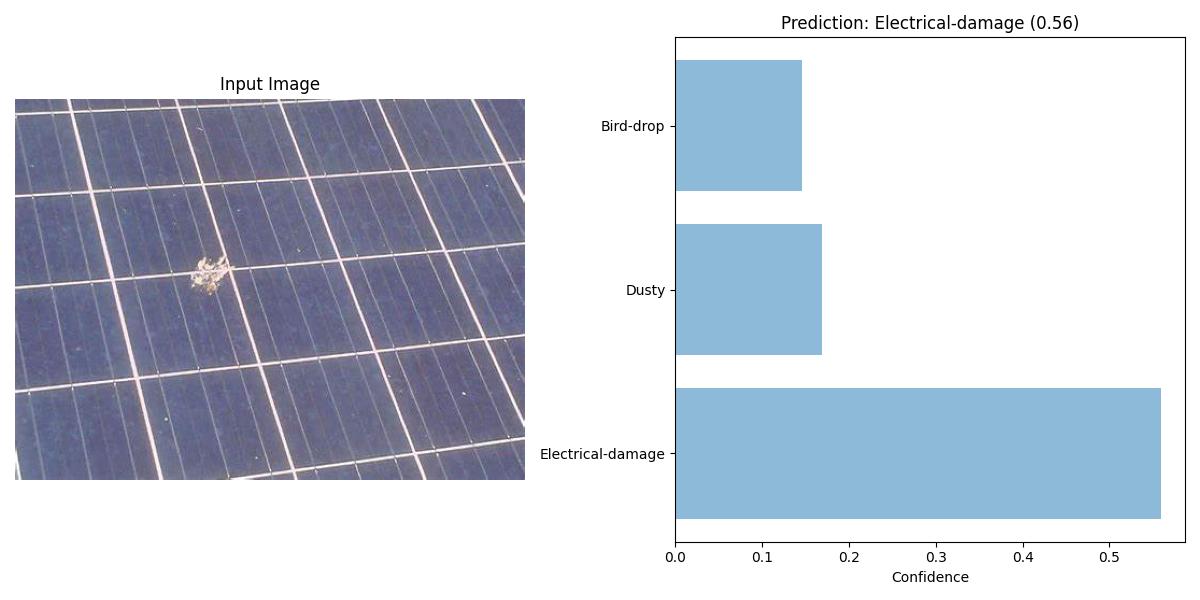 Input Image
Prediction: Electrical-damage (0.56)
Bird-drop
Dusty
Electrical-damage
0.0 0.1 0.2 0.3 0.4 0.5
Confidence